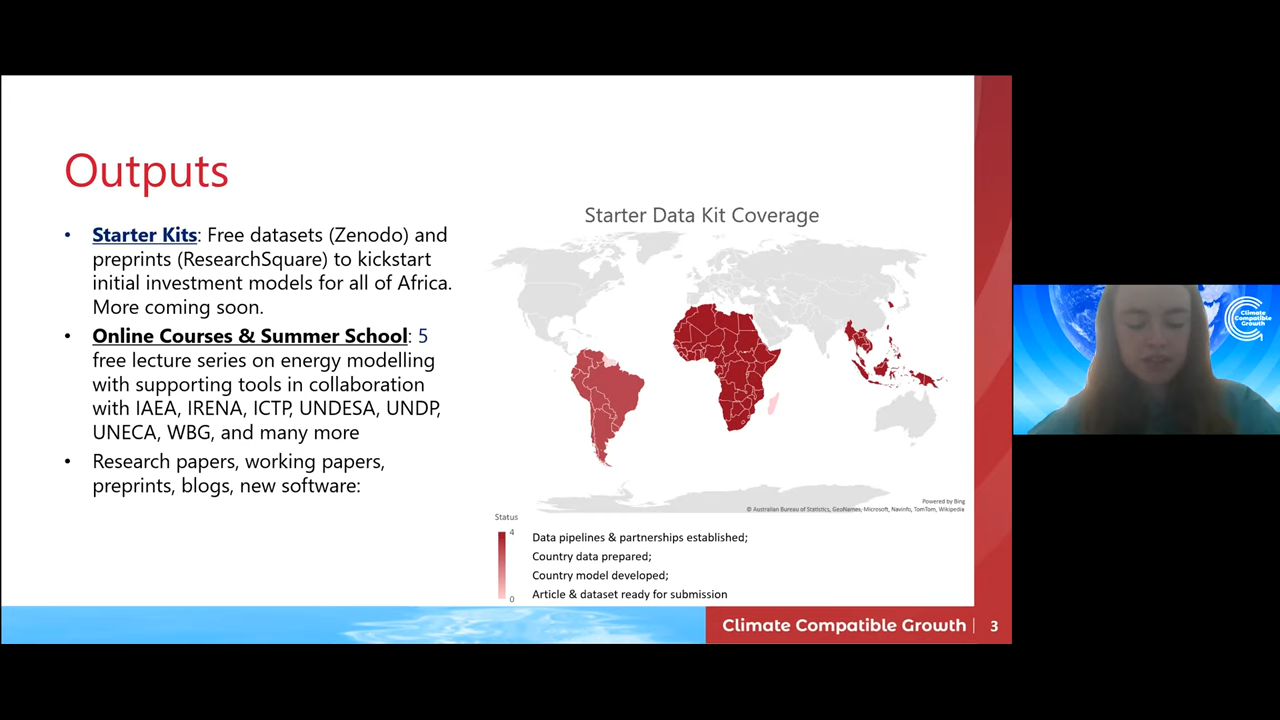 Outputs
• Starter Kits: Free datasets (Zenodo) and
preprints (ResearchSquare) to kickstart
initial investment models for all of Africa.
More coming soon.
• Online Courses & Summer School: 5
free lecture series on energy modelling
with supporting tools in collaboration
with IAEA, IRENA, ICTP, UNDESA, UNDP,
UNECA, WBG, and many more
• Research papers, working papers,
preprints, blogs, new software:
Starter Data Kit Coverage
Powered by Bing
© Australian Bureau of Statistics, GeoNames, Microsoft, Navinfo, TomTom, Wikipedia
Status
4
0
Data pipelines & partnerships established;
Country data prepared;
Country model developed;
Article & dataset ready for submission
Climate Compatible Growth
3
Climate
Compatible
Growth